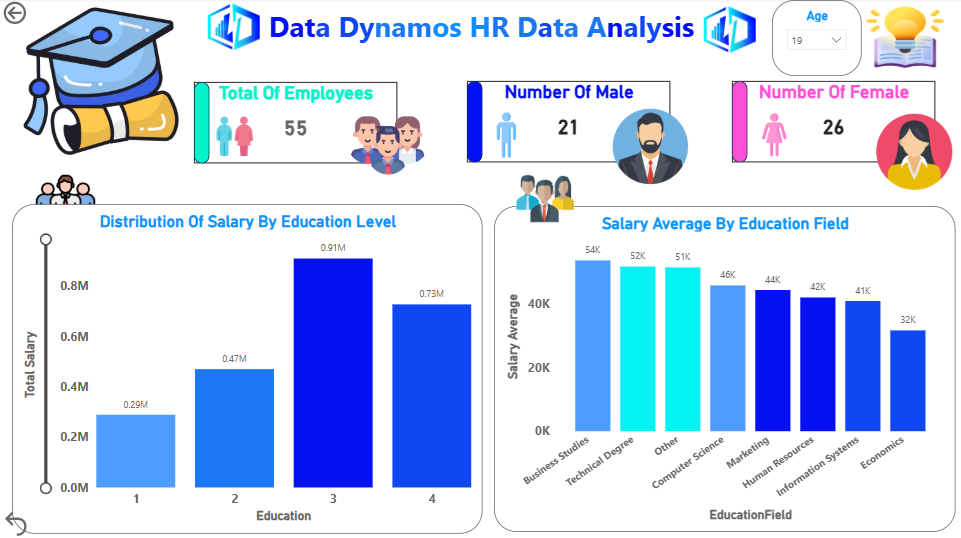 Data Dynamos HR Data Analysis
Age
19
Total Of Employees
55
Number Of Male
21
Number Of Female
26
Distribution Of Salary By Education Level
Total Salary
0.8M
0.6M
0.4M
0.2M
0.0M
0.29M
0.47M
0.91M
0.73M
1
2
3
4
Education
Salary Average By Education Field
Salary Average
40K
20K
0K
54K
52K
51K
46K
44K
42K
41K
32K
Business Studies
Technical Degree
Other
Computer Science
Marketing
Human Resources
Information Systems
Economics
EducationField